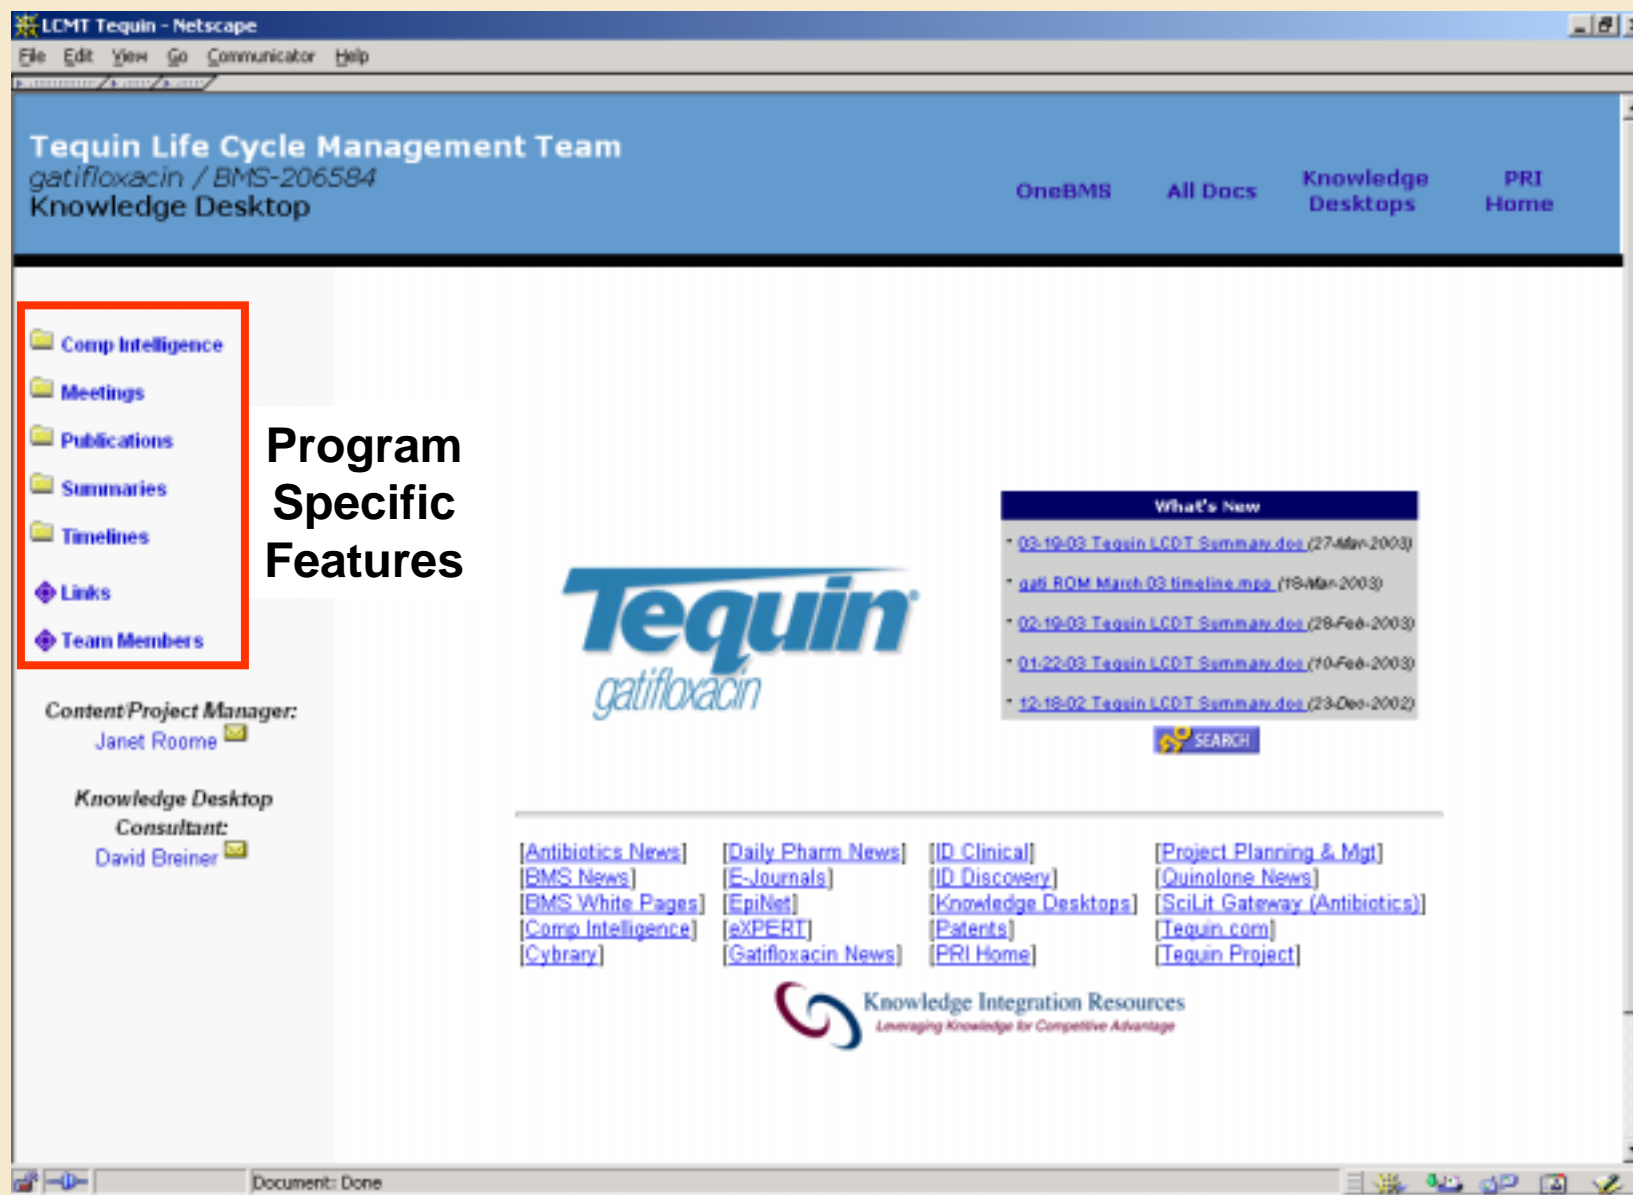 LCMT Tequin - Netscape
File Edit View Go Communicator Help
Tequin Life Cycle Management Team
gatifloxacin / BMS-206584
Knowledge Desktop
OneBMS All Docs Knowledge Desktops PRI Home
Comp Intelligence
Meetings
Publications
Summaries
Timelines
Links
Team Members
Program
Specific
Features
Content/Project Manager:
Janet Roome
Knowledge Desktop
Consultant:
David Breiner
Tequin
gatifloxacin
What's New
03-19-03 Tequin LCDT Summary.doc (27-Mar-2003)
gati ROM March 03 timeline.mpp (18-Mar-2003)
02-19-03 Tequin LCDT Summary.doc (28-Feb-2003)
01-22-03 Tequin LCDT Summary.doc (10-Feb-2003)
12-18-02 Tequin LCDT Summary.doc (23-Dec-2002)
SEARCH
[Antibiotics News] [Daily Pharm News] [ID Clinical] [Project Planning & Mgt]
[BMS News] [E-Journals] [ID Discovery] [Quinolone News]
[BMS White Pages] [EpiNet] [Knowledge Desktops] [SciLit Gateway (Antibiotics)]
[Comp Intelligence] [eXPERT] [Patents] [Tequin.com]
[Cybrary] [Gatifloxacin News] [PRI Home] [Tequin Project]
Knowledge Integration Resources
Leveraging Knowledge for Competitive Advantage
Document: Done